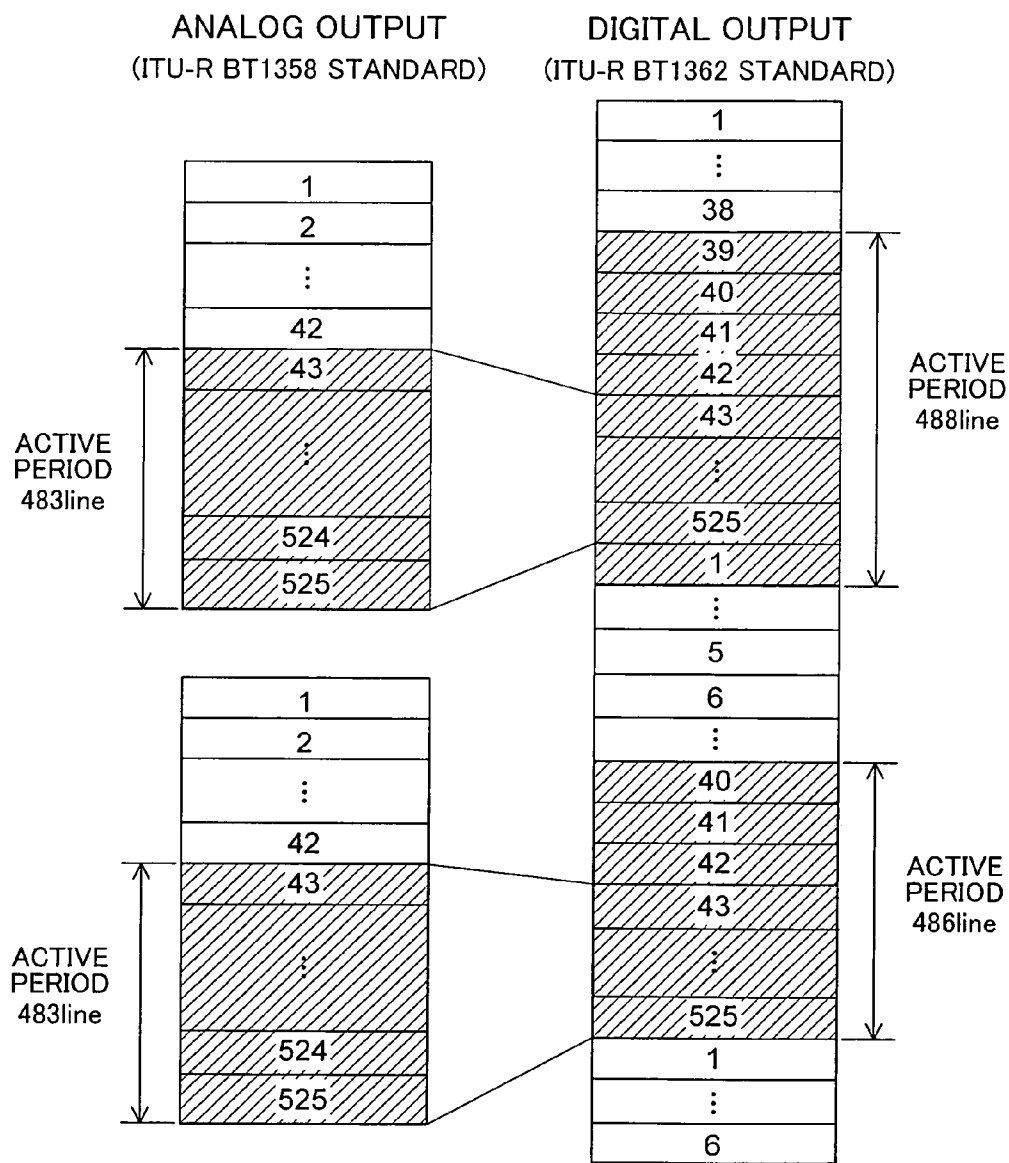 ANALOG OUTPUT
(ITU-R BT1358 STANDARD)
1
2
⋮
42
43
⋮
524
525
ACTIVE
PERIOD
483line
1
2
⋮
42
43
⋮
524
525
ACTIVE
PERIOD
483line
DIGITAL OUTPUT
(ITU-R BT1362 STANDARD)
1
⋮
38
39
40
41
42
43
⋮
525
1
⋮
5
6
⋮
40
41
42
43
⋮
525
1
⋮
6
ACTIVE
PERIOD
488line
ACTIVE
PERIOD
486line